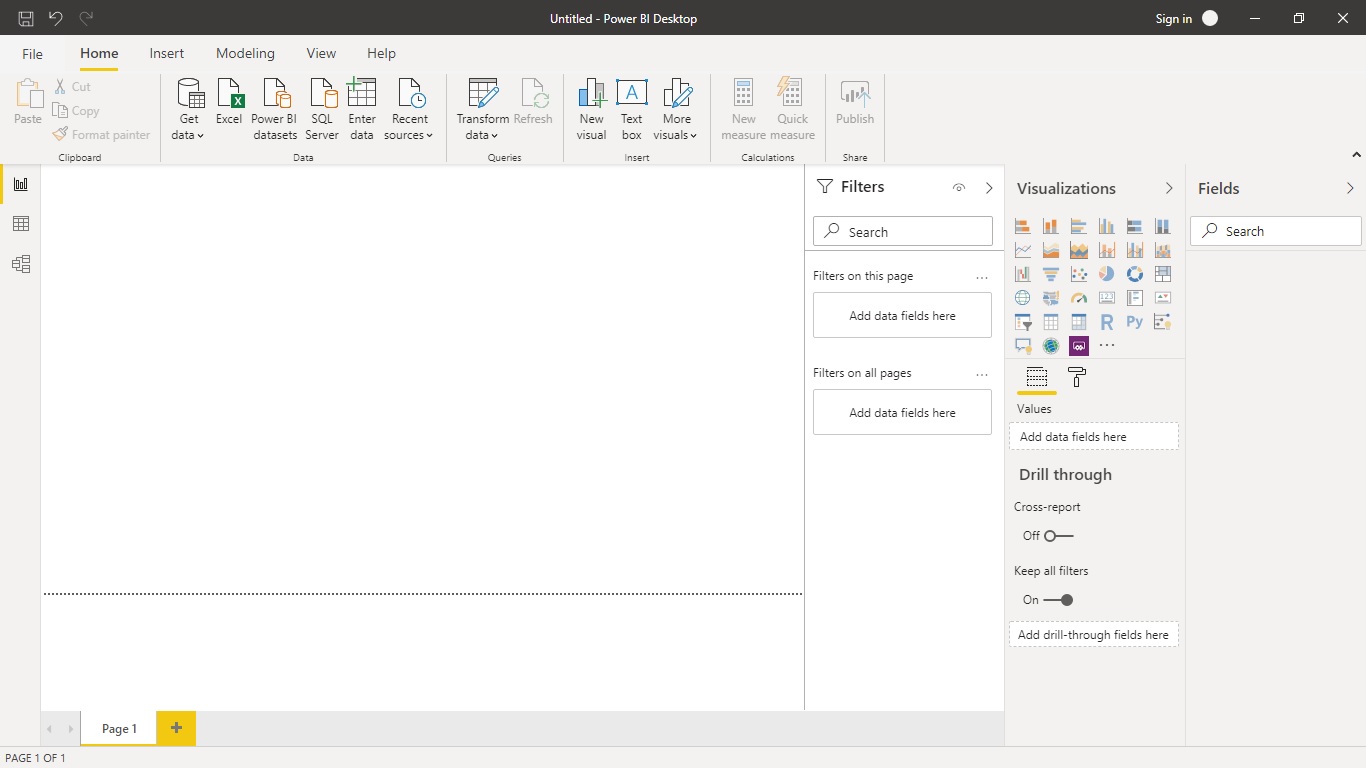 Untitled - Power BI Desktop
Sign in
File
Home
Insert
Modeling
View
Help
Paste
Cut
Copy
Format painter
Clipboard
Get
data
Excel
Power BI
datasets
SQL
Server
Enter
data
Recent
sources
Data
Transform
data
Refresh
Queries
New
visual
Text
box
More
visuals
Insert
New
measure
Quick
measure
Calculations
Publish
Share
Filters
Search
Filters on this page
...
Add data fields here
Filters on all pages
...
Add data fields here
Visualizations
123
R
Py
...
Values
Add data fields here
Drill through
Cross-report
Off
Keep all filters
On
Add drill-through fields here
Fields
Search
Page 1
PAGE 1 OF 1